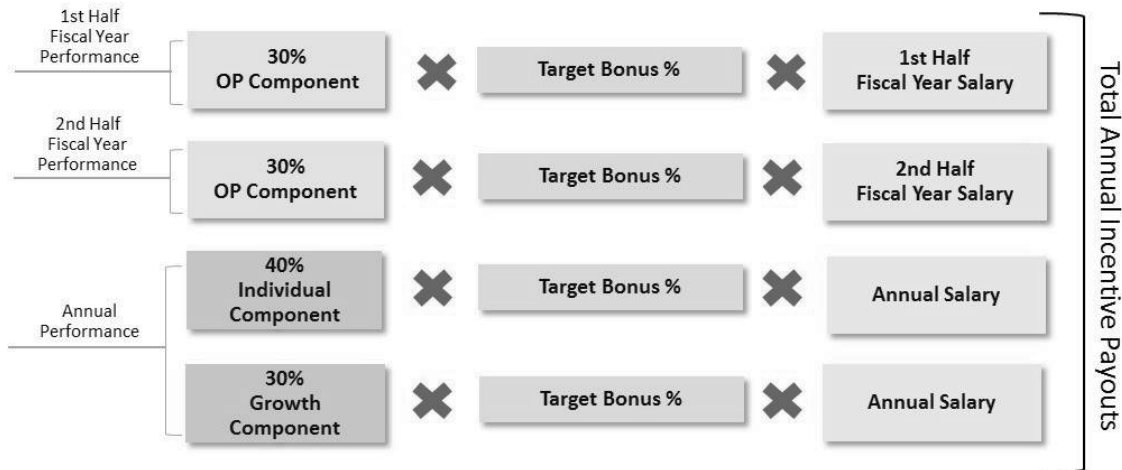 1st Half
Fiscal Year
Performance
30%
OP Component
Target Bonus %
1st Half
Fiscal Year Salary
2nd Half
Fiscal Year
Performance
30%
OP Component
Target Bonus %
2nd Half
Fiscal Year Salary
Annual
Performance
40%
Individual
Component
Target Bonus %
Annual Salary
30%
Growth
Component
Target Bonus %
Annual Salary
Total Annual Incentive Payouts